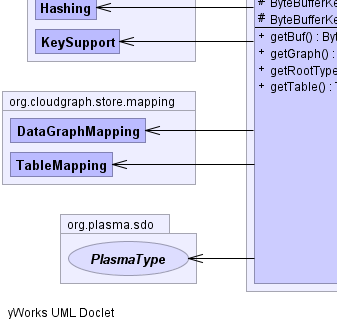 Hashing
KeySupport
# ByteBufferKe
# ByteBufferKe
+ getBuf() : By
+ getGraph() :
+ getRootType
+ getTable() :
org.cloudgraph.store.mapping
DataGraphMapping
TableMapping
org.plasma.sdo
PlasmaType
yWorks UML Doclet